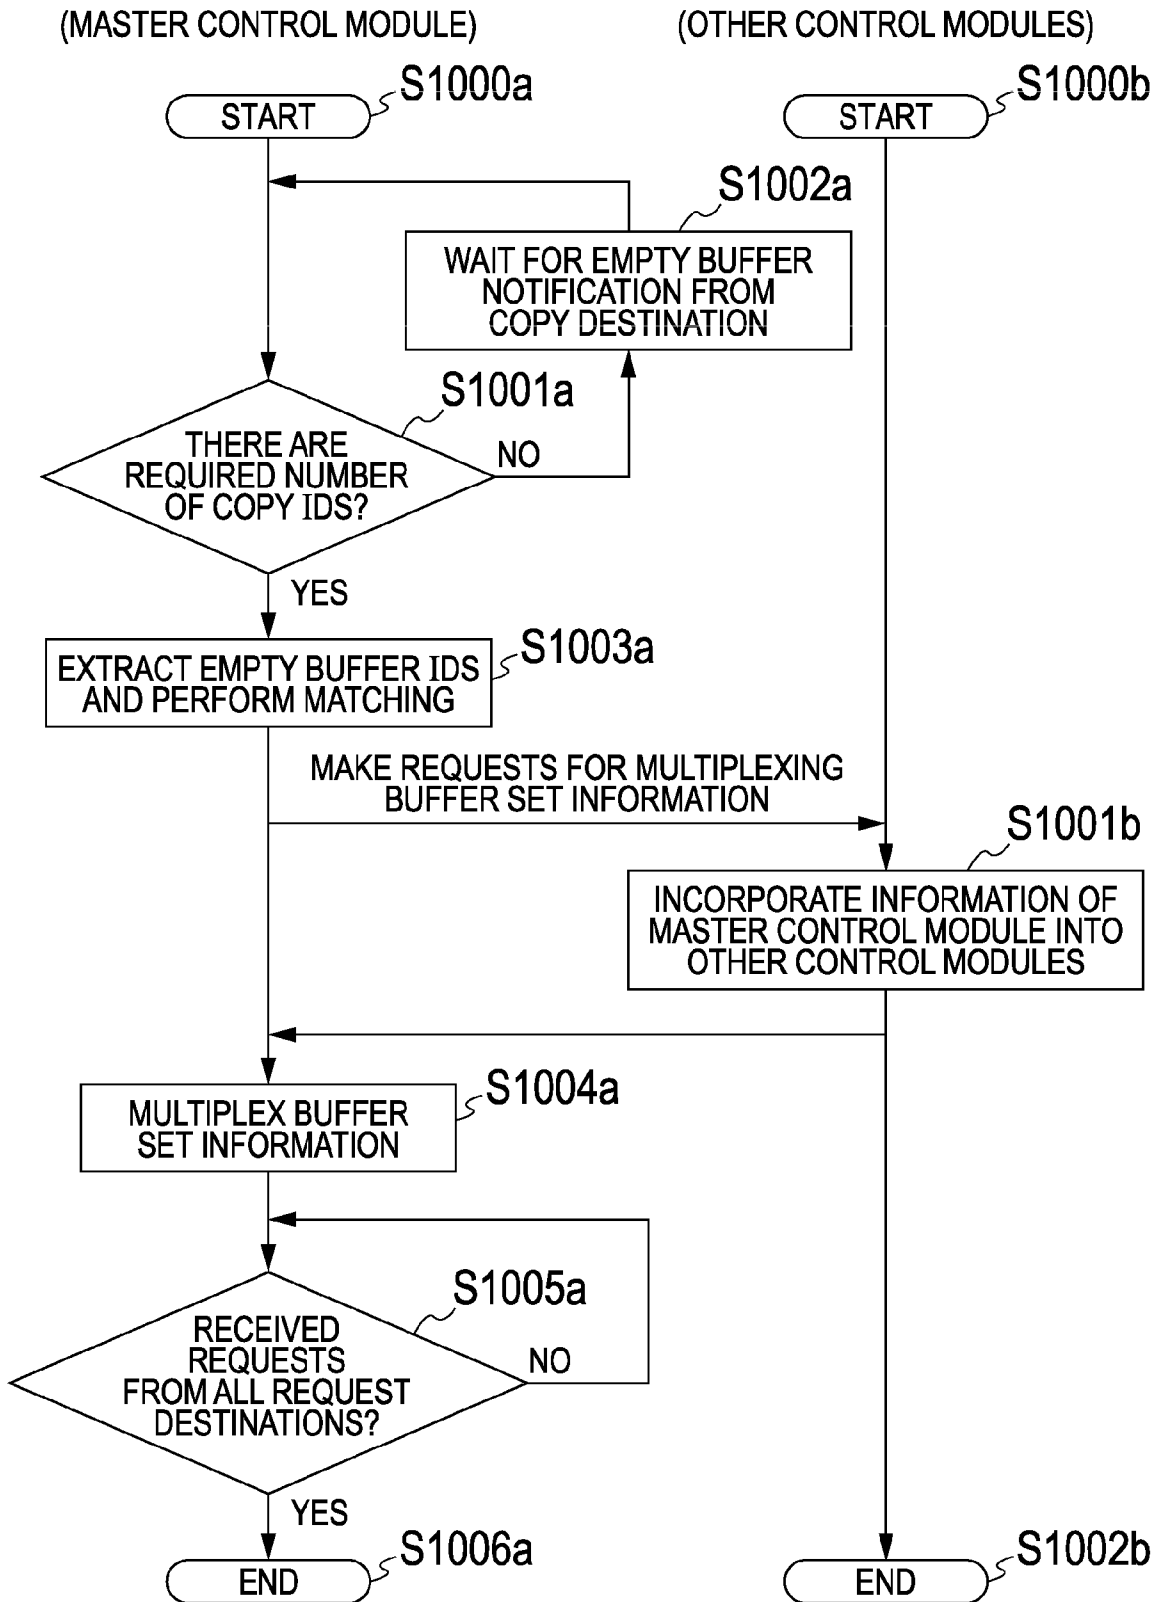 (MASTER CONTROL MODULE)
(OTHER CONTROL MODULES)
S1000a
S1000b
START
START
S1002a
WAIT FOR EMPTY BUFFER
NOTIFICATION FROM
COPY DESTINATION
S1001a
THERE ARE
REQUIRED NUMBER
OF COPY IDS?
NO
YES
S1003a
EXTRACT EMPTY BUFFER IDS
AND PERFORM MATCHING
MAKE REQUESTS FOR MULTIPLEXING
BUFFER SET INFORMATION
S1001b
INCORPORATE INFORMATION OF
MASTER CONTROL MODULE INTO
OTHER CONTROL MODULES
S1004a
MULTIPLEX BUFFER
SET INFORMATION
S1005a
RECEIVED
REQUESTS
FROM ALL REQUEST
DESTINATIONS?
NO
YES
S1006a
S1002b
END
END